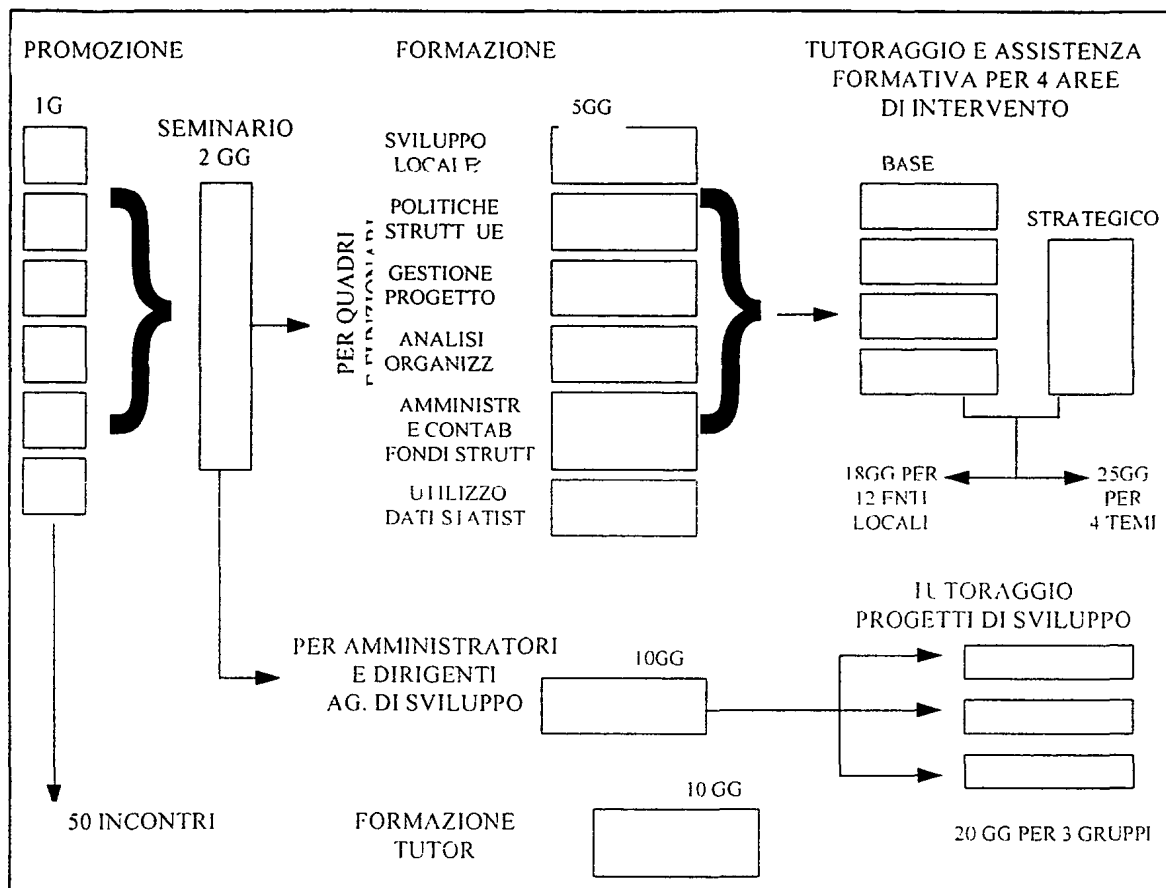 PROMOZIONE
FORMAZIONE
TUTORAGGIO E ASSISTENZA
FORMATIVA PER 4 AREE
DI INTERVENTO
1G
SEMINARIO
2 GG
5GG
PER QUADRI
E FUNZIONARI
SVILUPPO
LOCALE
POLITICHE
STRUTT UE
GESTIONE
PROGETTO
ANALISI
ORGANIZZ
AMMINISTR
E CONTAB
FONDI STRUTT
UTILIZZO
DATI STATIST
BASE
STRATEGICO
18GG PER
12 ENTI
LOCALI
25GG
PER
4 TEMI
PER AMMINISTRATORI
E DIRIGENTI
AG. DI SVILUPPO
10GG
TUTORAGGIO
PROGETTI DI SVILUPPO
50 INCONTRI
FORMAZIONE
TUTOR
10 GG
20 GG PER 3 GRUPPI